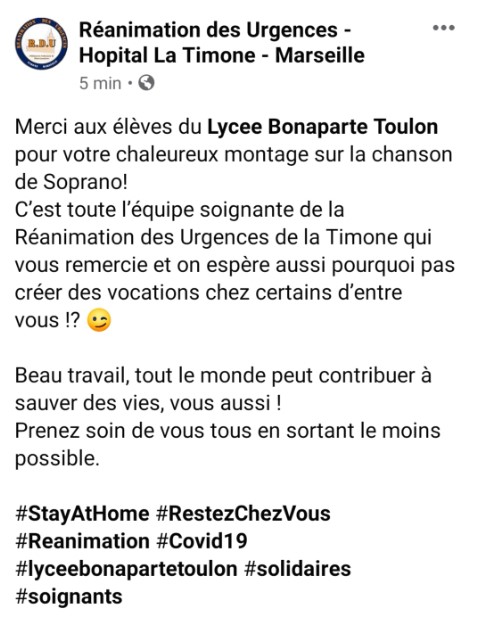 R.D.U
Réanimation des Urgences -
Hopital La Timone - Marseille
5 min ·
Merci aux élèves du Lycee Bonaparte Toulon
pour votre chaleureux montage sur la chanson
de Soprano!
C’est toute l’équipe soignante de la
Réanimation des Urgences de la Timone qui
vous remercie et on espère aussi pourquoi pas
créer des vocations chez certains d’entre
vous !? 😉
Beau travail, tout le monde peut contribuer à
sauver des vies, vous aussi !
Prenez soin de vous tous en sortant le moins
possible.
#StayAtHome #RestezChezVous
#Reanimation #Covid19
#lyceebonapartetoulon #solidaires
#soignants